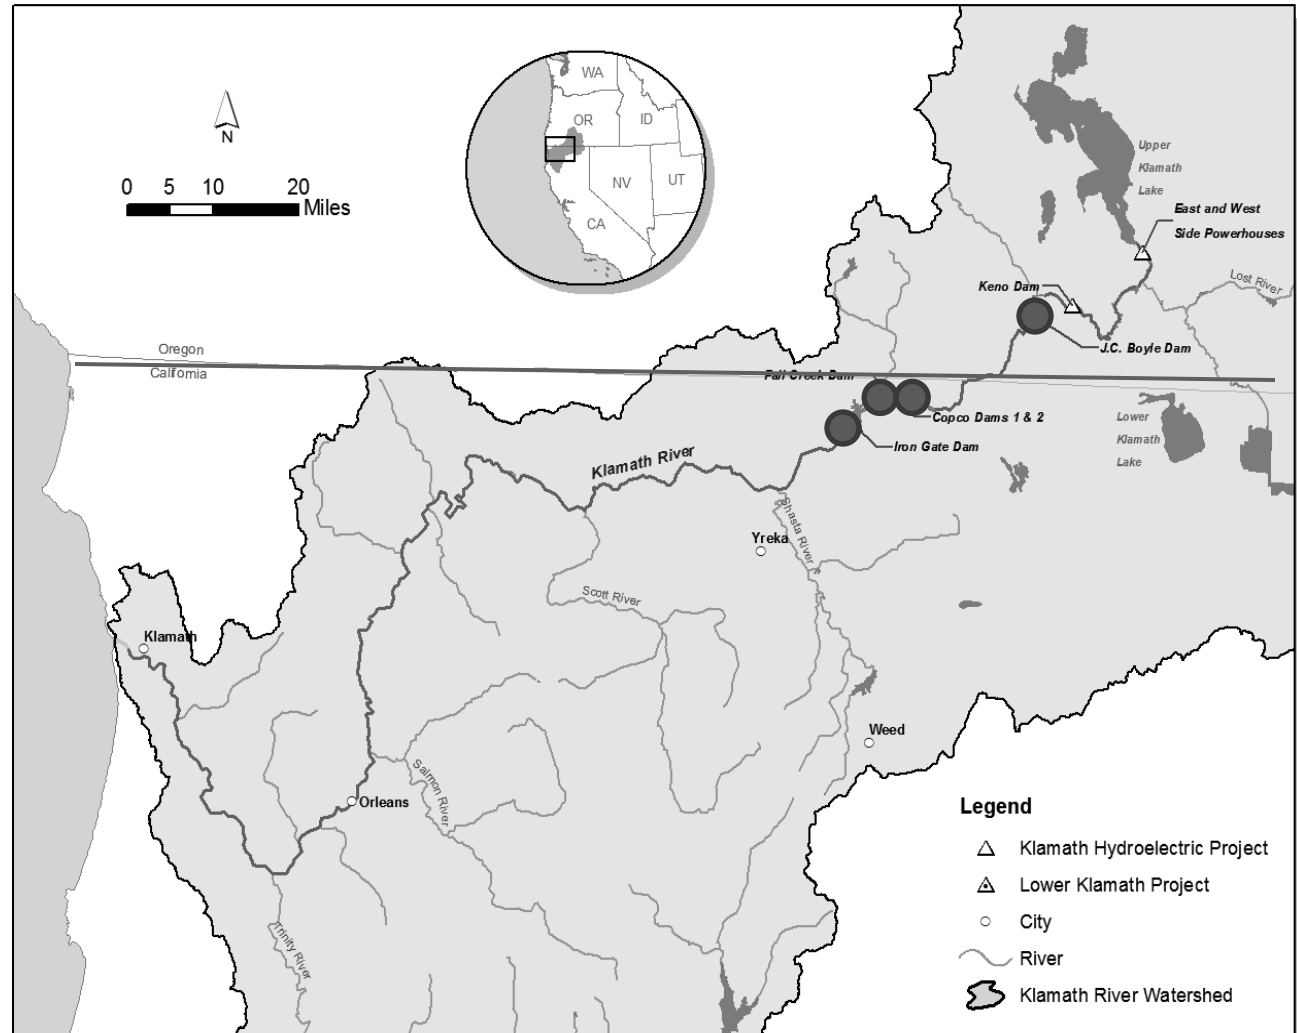 WA
OR
ID
NV
UT
CA
N
0 5 10 20
Miles
Upper
Klamath
Lake
East and West
Side Powerhouses
Lost River
Keno Dam
J.C. Boyle Dam
Oregon
California
Fall Creek Dam
Copco Dams 1 & 2
Iron Gate Dam
Lower
Klamath
Lake
Klamath River
Shasta River
Yreka
Scott River
Klamath
Weed
Salmon River
Orleans
Trinity River
Legend
Klamath Hydroelectric Project
Lower Klamath Project
City
River
Klamath River Watershed